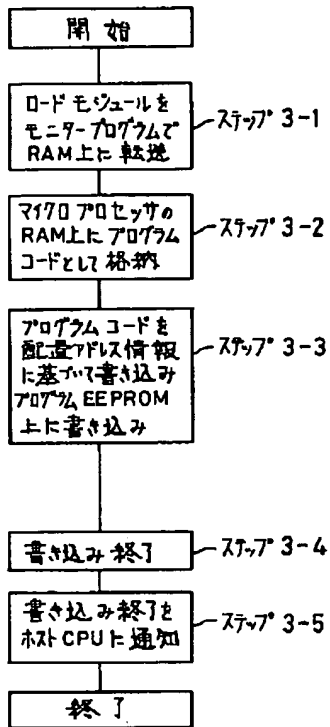 開始
ロードモジュールを
モニタープログラムで
RAM上に転送
ステップ 3-1
マイクロプロセッサの
RAM上にプログラム
コードとして格納
ステップ 3-2
プログラムコードを
配置アドレス情報
に基づいて書き込み
プログラムEEPROM
上に書き込み
ステップ 3-3
書き込み終了
ステップ 3-4
書き込み終了を
ホストCPUに通知
ステップ 3-5
終了